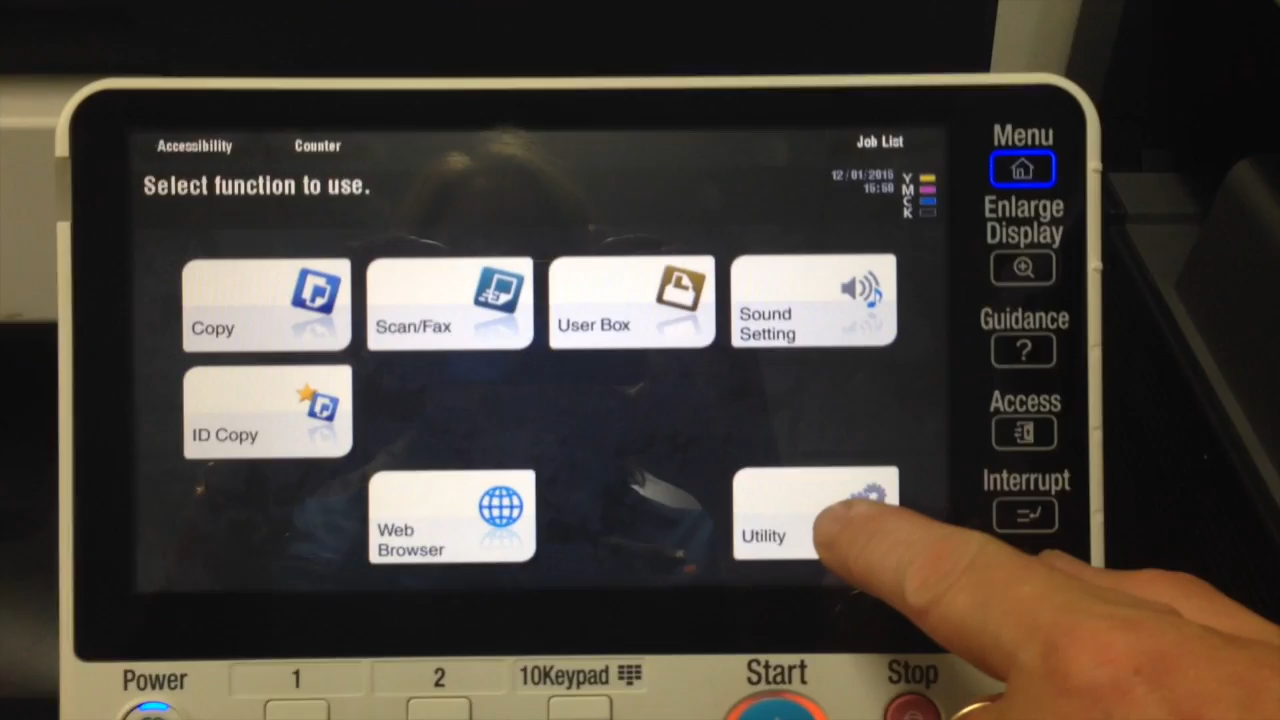 Accessibility
Counter
Job List
Select function to use.
12/01/2016
15:50
Y
M
C
K
Copy
Scan/Fax
User Box
Sound
Setting
ID Copy
Web
Browser
Utility
Menu
Enlarge
Display
Guidance
?
Access
Interrupt
Power
1
2
10Keypad
Start
Stop